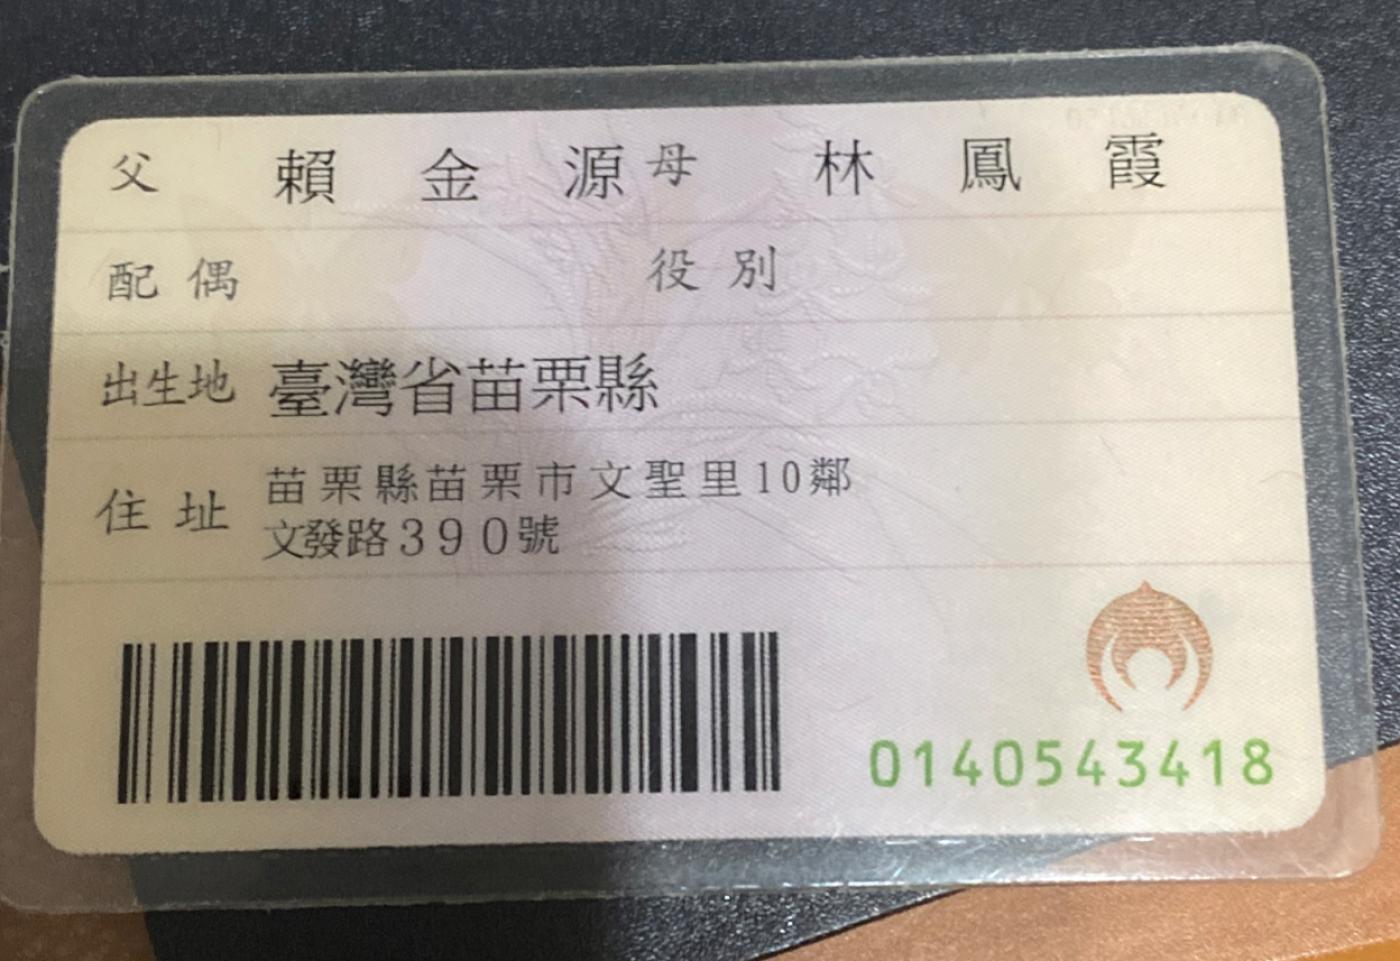 父 賴金源 母 林鳳霞
配偶 役別
出生地 臺灣省苗栗縣
住址 苗栗縣苗栗市文聖里10鄰
文發路390號
0140543418